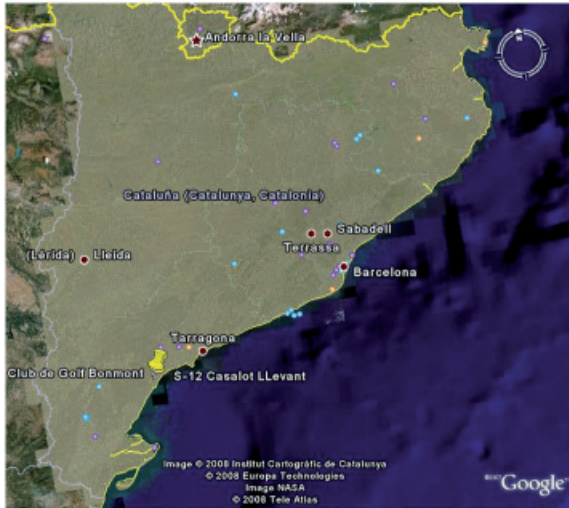 N
Andorra la Vella
Cataluña (Catalunya, Catalonia)
Sabadell
Terrassa
(Lérida) Lleida
Barcelona
Tarragona
Club de Golf Bonmont
S-12 Casalot LLevant
Image © 2008 Institut Cartogràfic de Catalunya
© 2008 Europa Technologies
Image NASA
© 2008 Tele Atlas
Google™